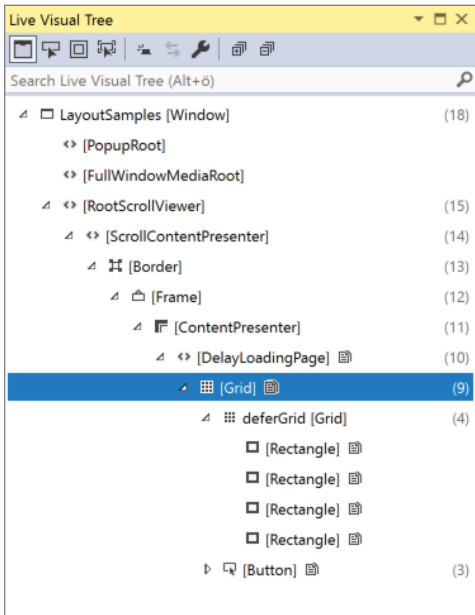 Live Visual Tree
Search Live Visual Tree (Alt+ö)
LayoutSamples [Window] (18)
[PopupRoot]
[FullWindowMediaRoot]
[RootScrollViewer] (15)
[ScrollContentPresenter] (14)
[Border] (13)
[Frame] (12)
[ContentPresenter] (11)
[DelayLoadingPage] (10)
[Grid] (9)
deferGrid [Grid] (4)
[Rectangle]
[Rectangle]
[Rectangle]
[Rectangle]
[Button] (3)